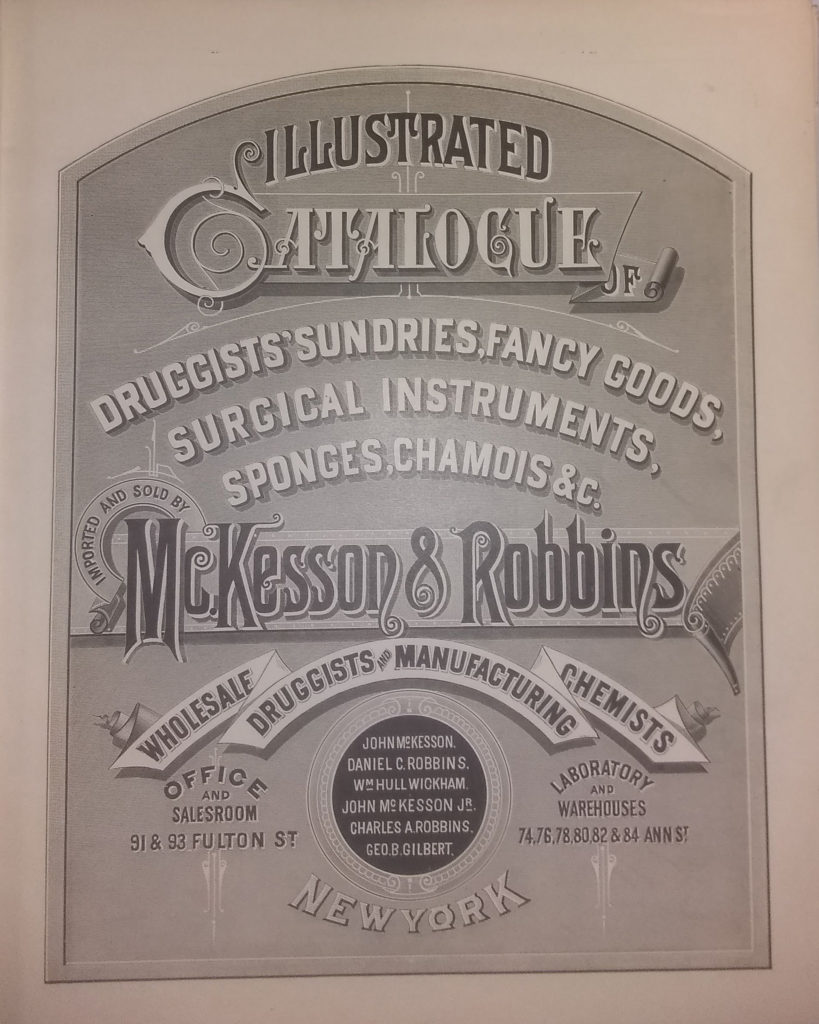 ILLUSTRATED
CATALOGUE
OF
DRUGGISTS' SUNDRIES, FANCY GOODS,
SURGICAL INSTRUMENTS,
SPONGES, CHAMOIS &C.
IMPORTED AND SOLD BY
McKesson & Robbins
WHOLESALE DRUGGISTS AND MANUFACTURING CHEMISTS
OFFICE
AND
SALESROOM
91 & 93 FULTON ST
JOHN McKESSON.
DANIEL C. ROBBINS.
WM HULL WICKHAM.
JOHN McKESSON JR.
CHARLES A. ROBBINS.
GEO. B. GILBERT.
LABORATORY
AND
WAREHOUSES
74, 76, 78, 80, 82 & 84 ANN ST
NEW YORK